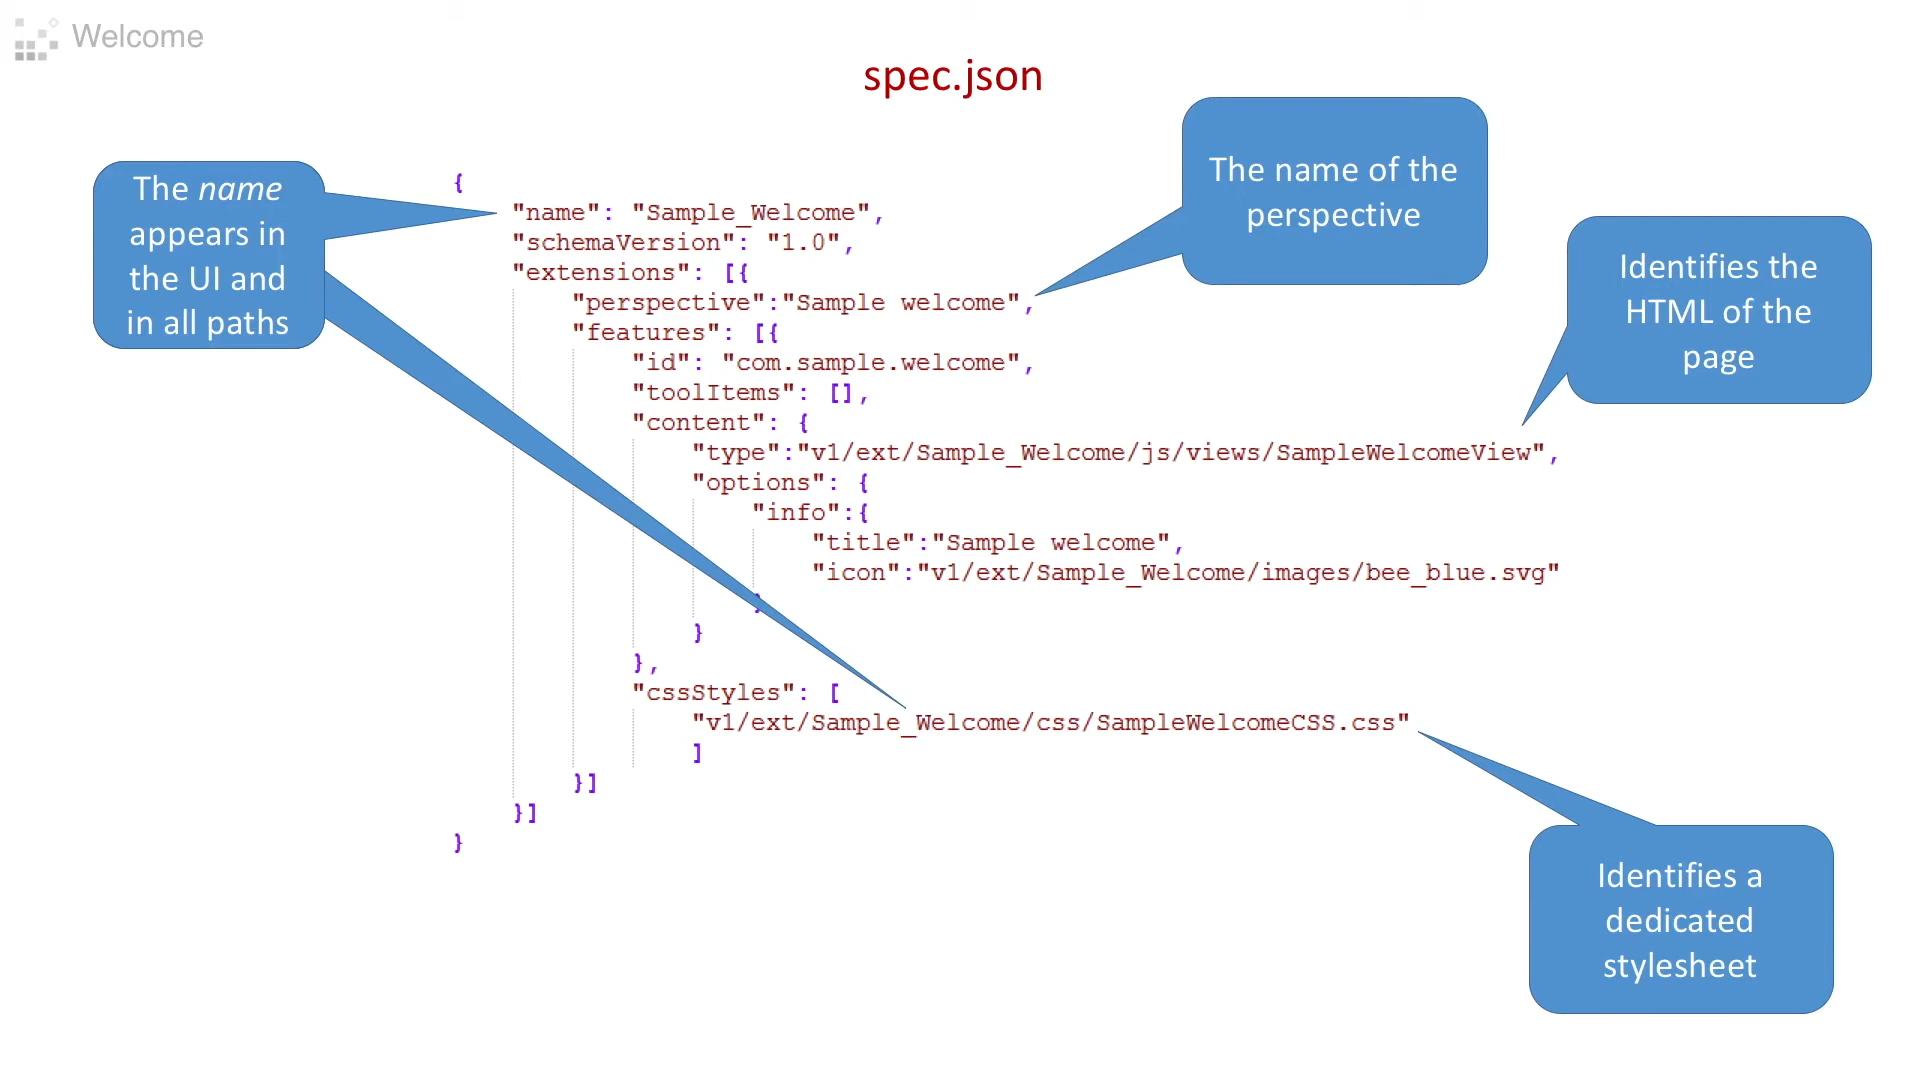 Welcome
spec.json
The name
appears in
the UI and
in all paths
The name of the
perspective
Identifies the
HTML of the
page
{
"name": "Sample_Welcome",
"schemaVersion": "1.0",
"extensions": [{
"perspective":"Sample welcome",
"features": [{
"id": "com.sample.welcome",
"toolItems": [],
"content": {
"type":"v1/ext/Sample_Welcome/js/views/SampleWelcomeView",
"options": {
"info":{
"title":"Sample welcome",
"icon":"v1/ext/Sample_Welcome/images/bee_blue.svg"
}
}
},
"cssStyles": [
"v1/ext/Sample_Welcome/css/SampleWelcomeCSS.css"
]
}]
}]
}
Identifies a
dedicated
stylesheet